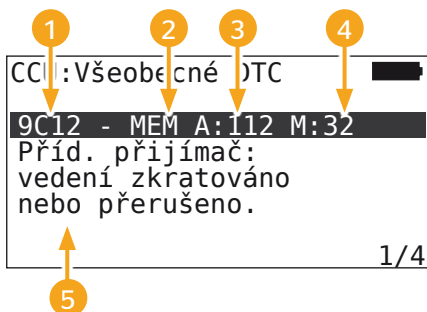 1 2 3 4
CCU:Všeobecné DTC
9C12 - MEM A:112 M:32
Příd. přijímač:
vedení zkratováno
nebo přerušeno.
1/4
5